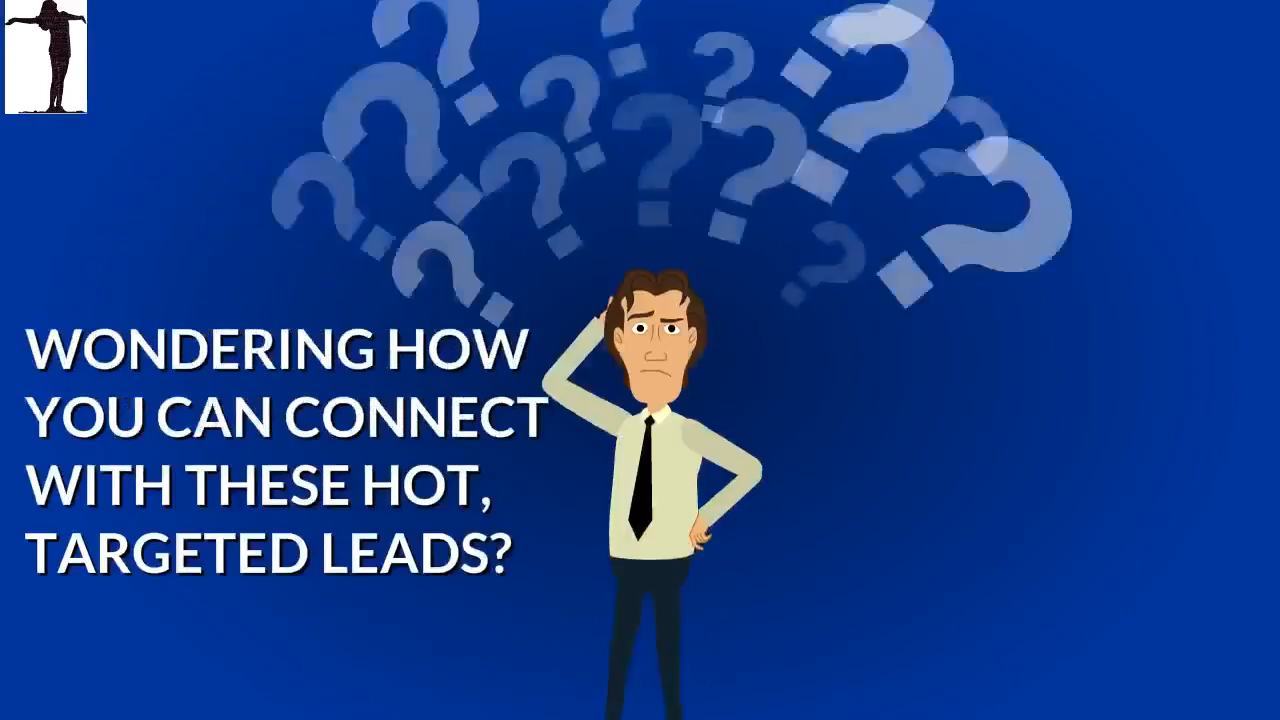 WONDERING HOW
YOU CAN CONNECT
WITH THESE HOT,
TARGETED LEADS?